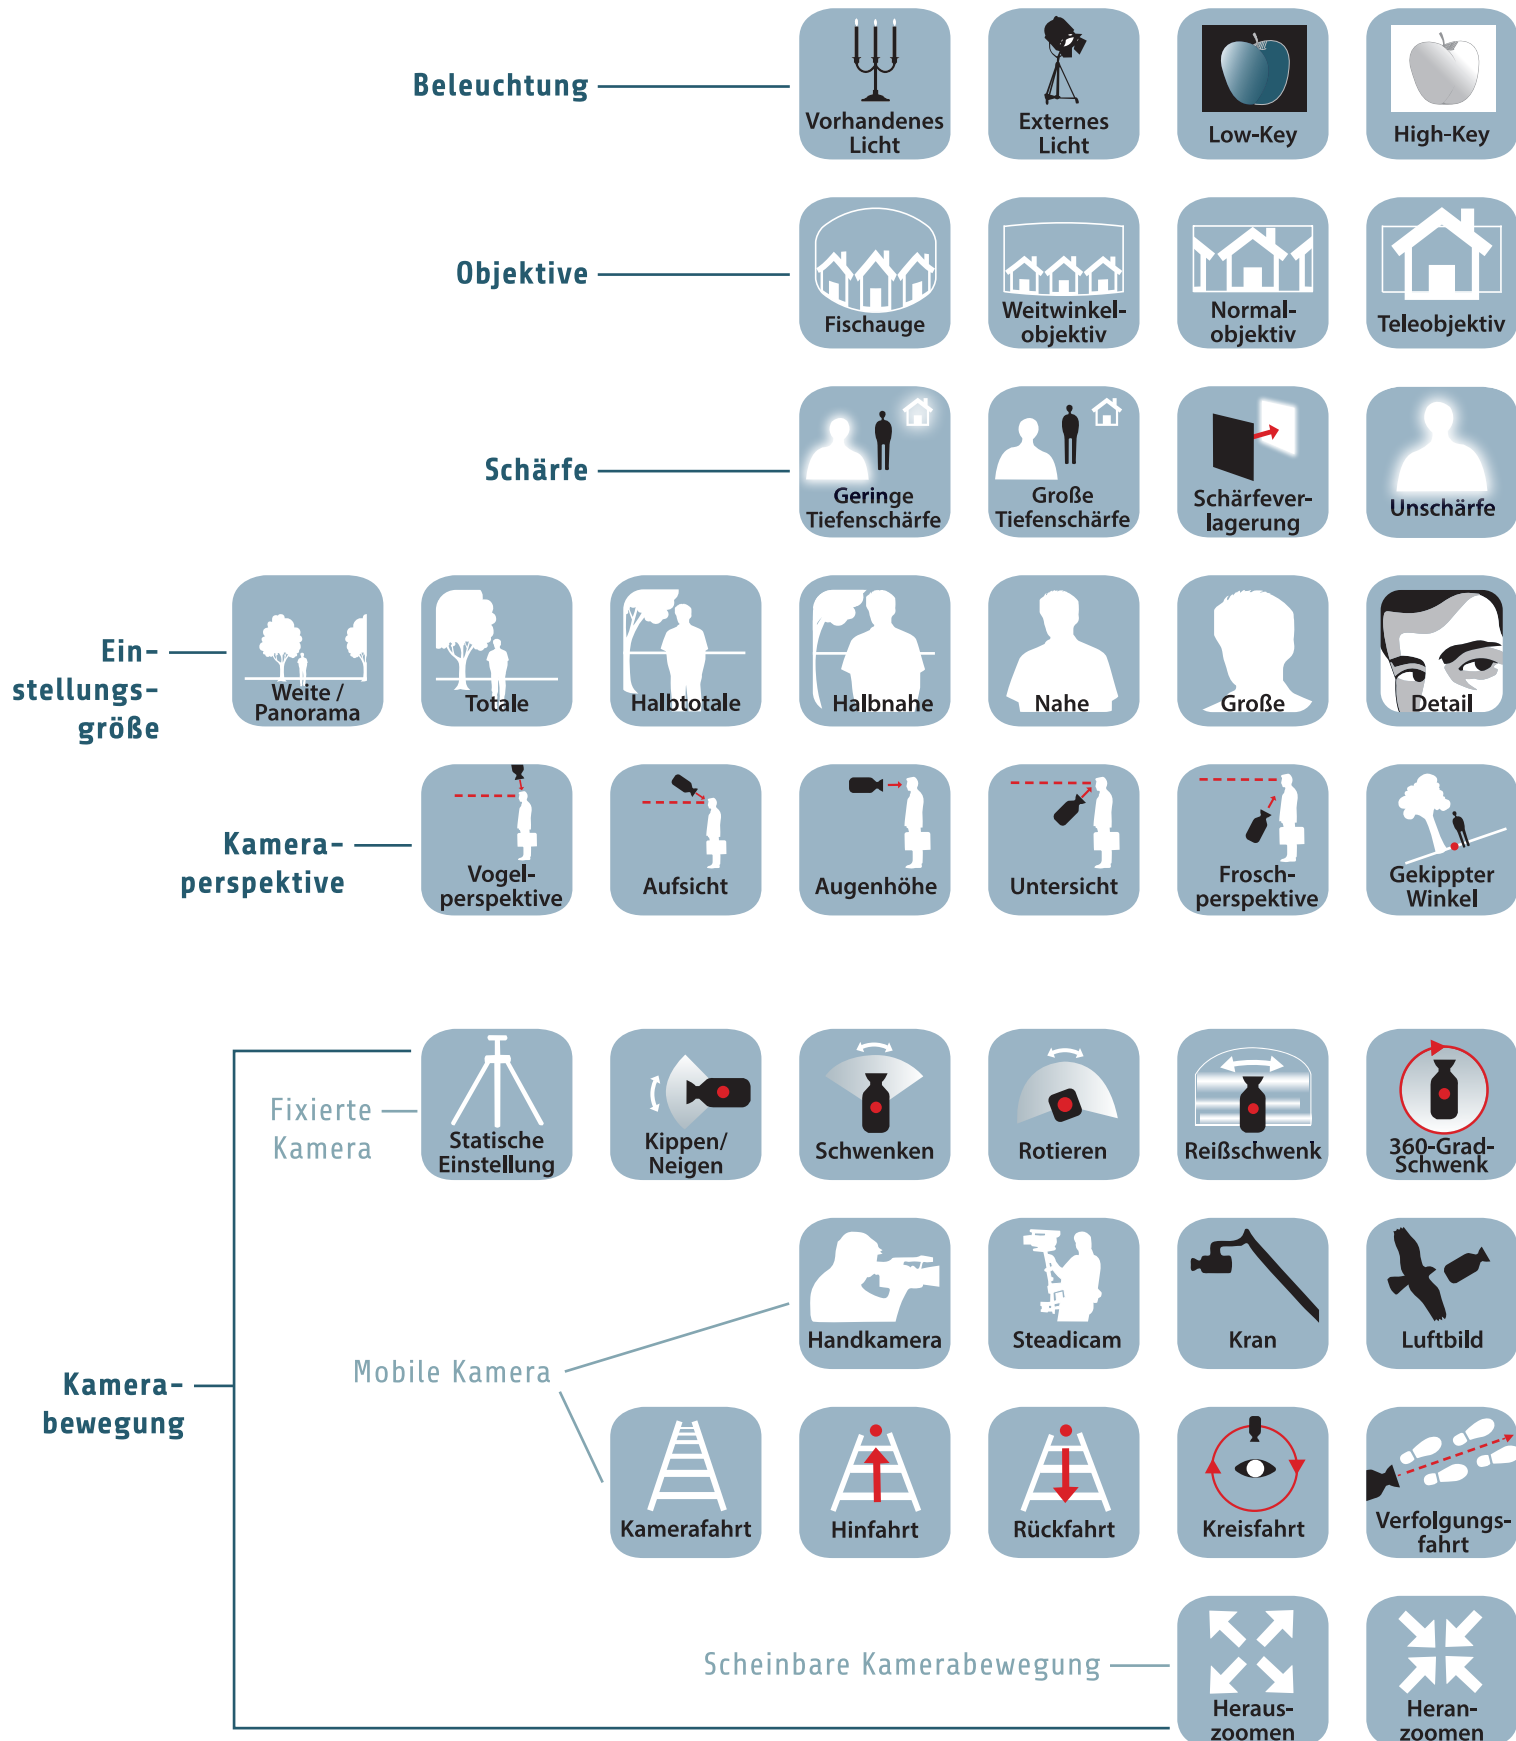 Beleuchtung
Vorhandenes
Licht
Externes
Licht
Low-Key
High-Key
Objektive
Fischauge
Weitwinkel-
objektiv
Normal-
objektiv
Teleobjektiv
Schärfe
Geringe
Tiefenschärfe
Große
Tiefenschärfe
Schärfever-
lagerung
Unschärfe
Ein-
stellungs-
größe
Weite /
Panorama
Totale
Halbtotale
Halbnahe
Nahe
Große
Detail
Kamera-
perspektive
Vogel-
perspektive
Aufsicht
Augenhöhe
Untersicht
Frosch-
perspektive
Gekippter
Winkel
Kamera-
bewegung
Fixierte
Kamera
Statische
Einstellung
Kippen/
Neigen
Schwenken
Rotieren
Reißschwenk
360-Grad-
Schwenk
Mobile Kamera
Handkamera
Steadicam
Kran
Luftbild
Kamerafahrt
Hinfahrt
Rückfahrt
Kreisfahrt
Verfolgungs-
fahrt
Scheinbare Kamerabewegung
Heraus-
zoomen
Heran-
zoomen